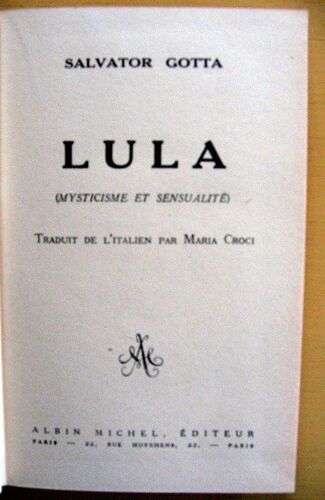 SALVATOR GOTTA
LULA
(MYSTICISME ET SENSUALITÉ)
TRADUIT DE L'ITALIEN PAR MARIA CROCI
AM
ALBIN MICHEL, ÉDITEUR
PARIS — 22, RUE HUYGHENS, 22. — PARIS